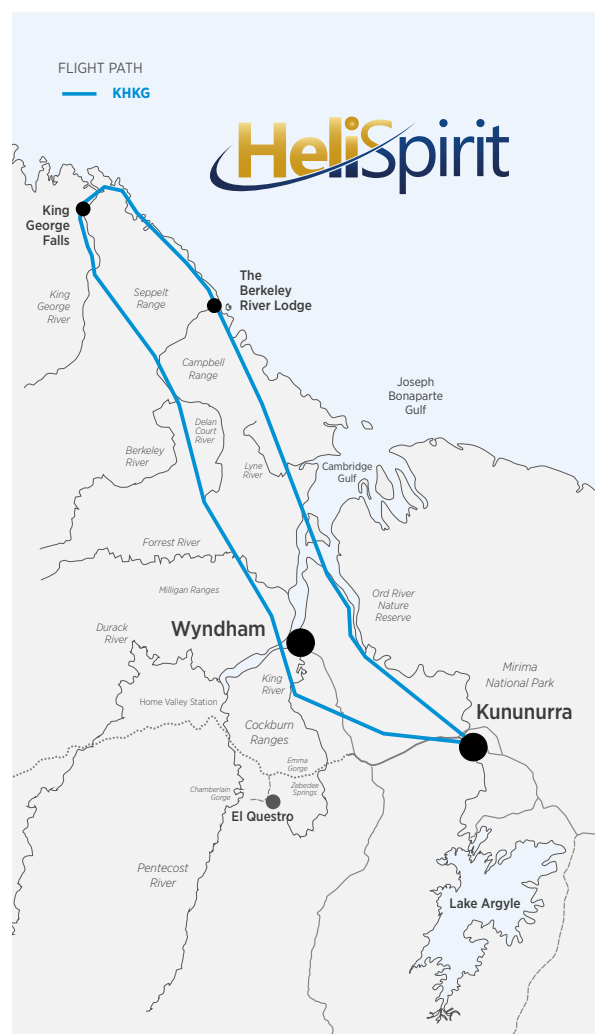 FLIGHT PATH
KHKG
HeliSpirit
King
George
Falls
The
Berkeley
River Lodge
King
George
River
Seppelt
Range
Campbell
Range
Joseph
Bonaparte
Gulf
Delan
Court
River
Berkeley
River
Lyne
River
Cambridge
Gulf
Forrest River
Milligan Ranges
Ord River
Nature
Reserve
Durack
River
Wyndham
Mirima
National Park
King
River
Home Valley Station
Kununurra
Cockburn
Ranges
Emma
Gorge
Chamberlain
Gorge
Zebedee
Springs
El Questro
Pentecost
River
Lake Argyle